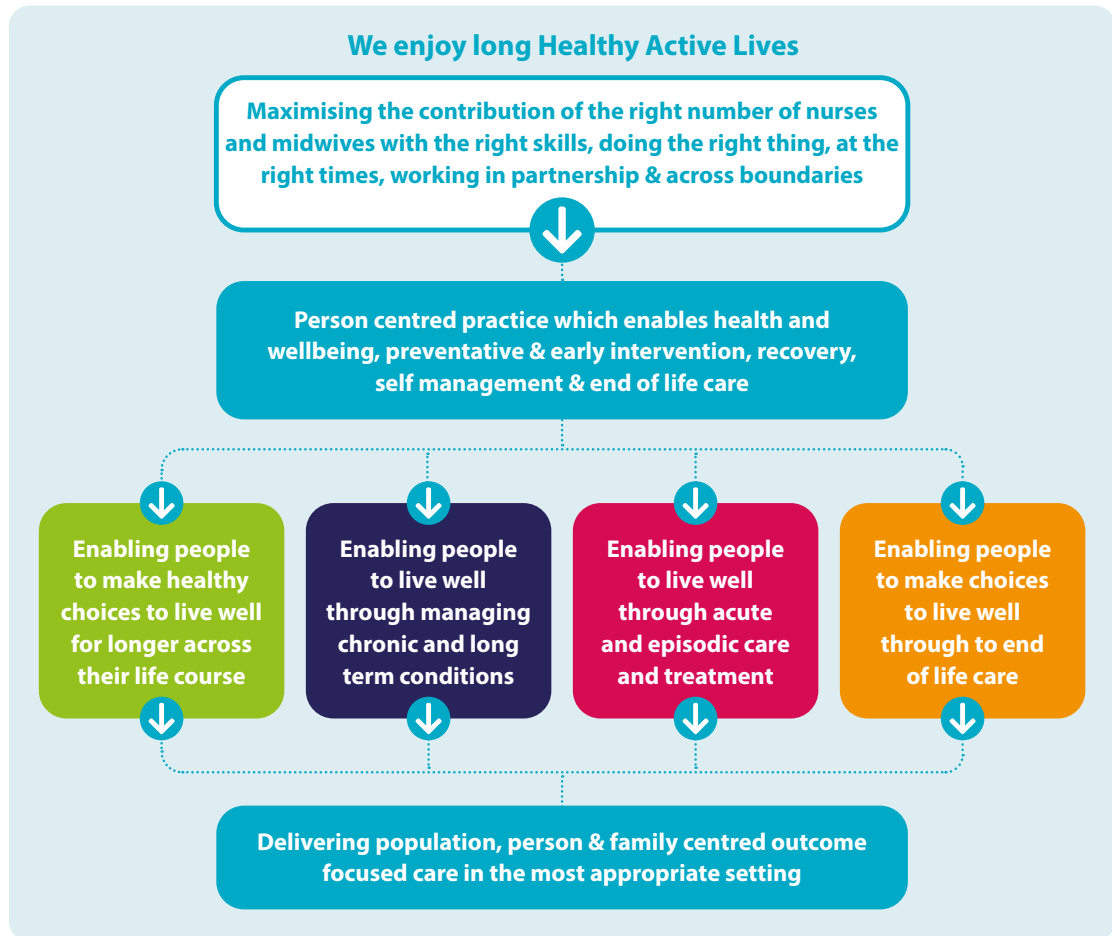 We enjoy long Healthy Active Lives
Maximising the contribution of the right number of nurses
and midwives with the right skills, doing the right thing, at the
right times, working in partnership & across boundaries
Person centred practice which enables health and
wellbeing, preventative & early intervention, recovery,
self management & end of life care
Enabling people
to make healthy
choices to live well
for longer across
their life course
Enabling people
to live well
through managing
chronic and long
term conditions
Enabling people
to live well
through acute
and episodic care
and treatment
Enabling people
to make choices
to live well
through to end
of life care
Delivering population, person & family centred outcome
focused care in the most appropriate setting